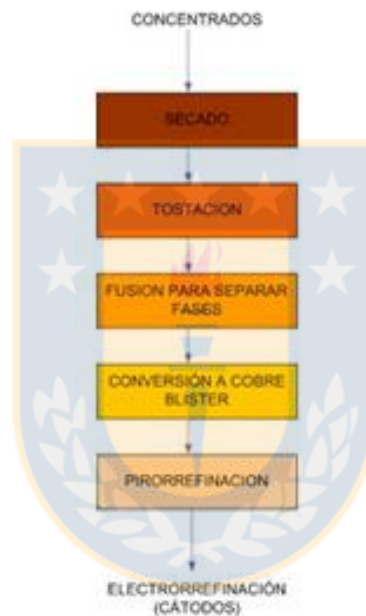 CONCENTRADOS
SECADO
TOSTACION
FUSION PARA SEPARAR
FASES
CONVERSIÓN A COBRE
BLISTER
PIRORREFINACION
ELECTRORREFINACIÓN
(CÁTODOS)